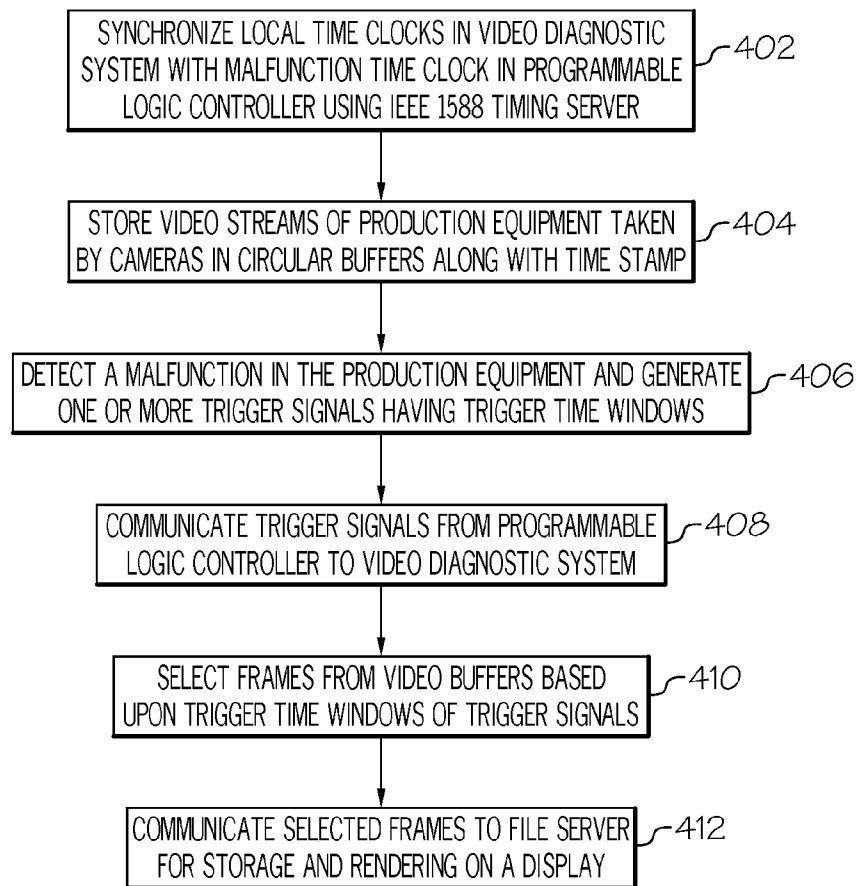 SYNCHRONIZE LOCAL TIME CLOCKS IN VIDEO DIAGNOSTIC
SYSTEM WITH MALFUNCTION TIME CLOCK IN PROGRAMMABLE
LOGIC CONTROLLER USING IEEE 1588 TIMING SERVER
402
STORE VIDEO STREAMS OF PRODUCTION EQUIPMENT TAKEN
BY CAMERAS IN CIRCULAR BUFFERS ALONG WITH TIME STAMP
404
DETECT A MALFUNCTION IN THE PRODUCTION EQUIPMENT AND GENERATE
ONE OR MORE TRIGGER SIGNALS HAVING TRIGGER TIME WINDOWS
406
COMMUNICATE TRIGGER SIGNALS FROM PROGRAMMABLE
LOGIC CONTROLLER TO VIDEO DIAGNOSTIC SYSTEM
408
SELECT FRAMES FROM VIDEO BUFFERS BASED
UPON TRIGGER TIME WINDOWS OF TRIGGER SIGNALS
410
COMMUNICATE SELECTED FRAMES TO FILE SERVER
FOR STORAGE AND RENDERING ON A DISPLAY
412